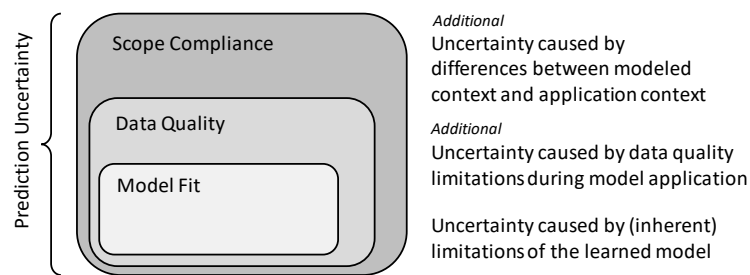 Prediction Uncertainty
Scope Compliance
Data Quality
Model Fit
Additional
Uncertainty caused by
differences between modeled
context and application context
Additional
Uncertainty caused by data quality
limitations during model application
Uncertainty caused by (inherent)
limitations of the learned model